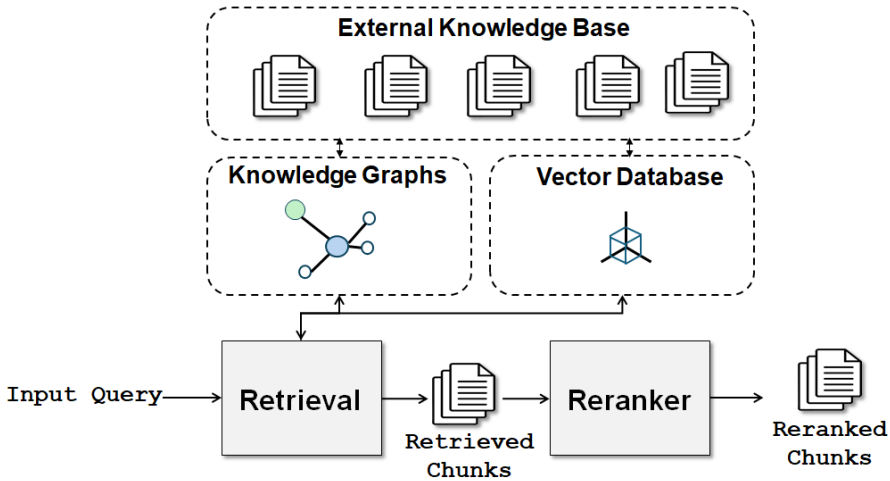 External Knowledge Base
Knowledge Graphs
Vector Database
Input Query
Retrieval
Retrieved
Chunks
Reranker
Reranked
Chunks